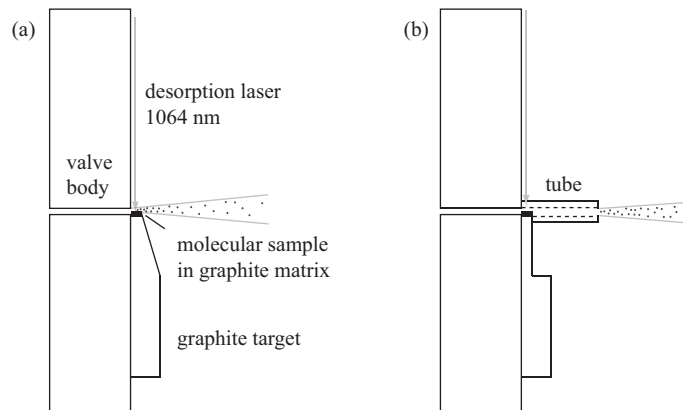 (a)
desorption laser
1064 nm
valve
body
molecular sample
in graphite matrix
graphite target
(b)
tube